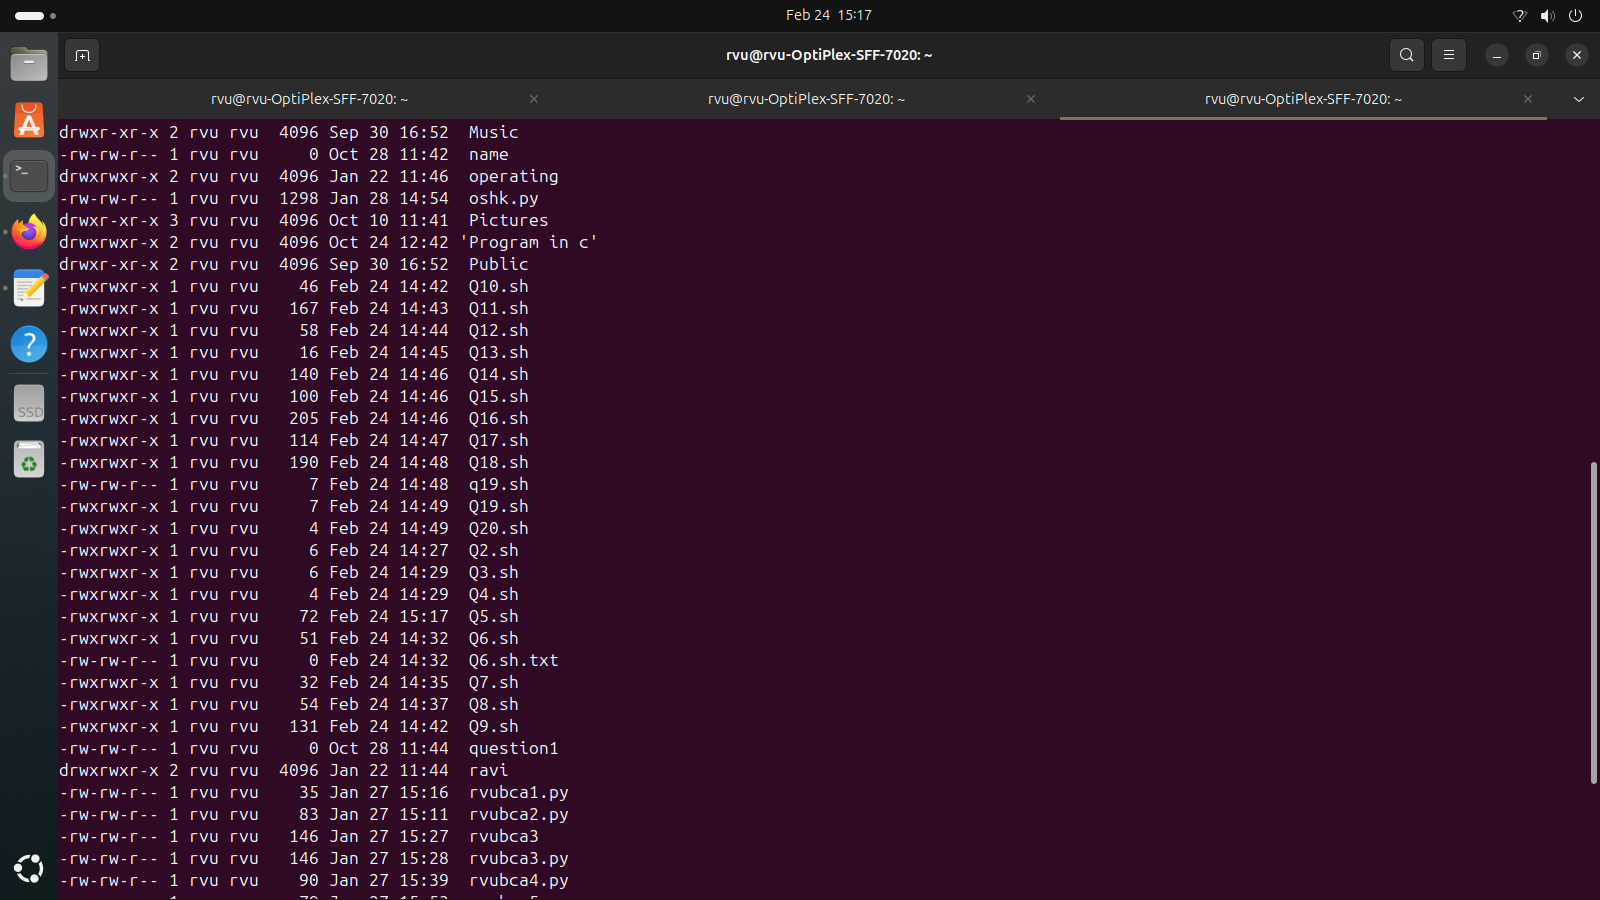 Feb 24 15:17
rvu@rvu-OptiPlex-SFF-7020: ~
rvu@rvu-OptiPlex-SFF-7020: ~ rvu@rvu-OptiPlex-SFF-7020: ~ rvu@rvu-OptiPlex-SFF-7020: ~
drwxr-xr-x 2 rvu rvu  4096 Sep 30 16:52  Music
-rw-rw-r-- 1 rvu rvu     0 Oct 28 11:42  name
drwxrwxr-x 2 rvu rvu  4096 Jan 22 11:46  operating
-rw-rw-r-- 1 rvu rvu  1298 Jan 28 14:54  oshk.py
drwxr-xr-x 3 rvu rvu  4096 Oct 10 11:41  Pictures
drwxrwxr-x 2 rvu rvu  4096 Oct 24 12:42 'Program in c'
drwxr-xr-x 2 rvu rvu  4096 Sep 30 16:52  Public
-rwxrwxr-x 1 rvu rvu    46 Feb 24 14:42  Q10.sh
-rwxrwxr-x 1 rvu rvu   167 Feb 24 14:43  Q11.sh
-rwxrwxr-x 1 rvu rvu    58 Feb 24 14:44  Q12.sh
-rwxrwxr-x 1 rvu rvu    16 Feb 24 14:45  Q13.sh
-rwxrwxr-x 1 rvu rvu   140 Feb 24 14:46  Q14.sh
-rwxrwxr-x 1 rvu rvu   100 Feb 24 14:46  Q15.sh
-rwxrwxr-x 1 rvu rvu   205 Feb 24 14:46  Q16.sh
-rwxrwxr-x 1 rvu rvu   114 Feb 24 14:47  Q17.sh
-rwxrwxr-x 1 rvu rvu   190 Feb 24 14:48  Q18.sh
-rw-rw-r-- 1 rvu rvu     7 Feb 24 14:48  q19.sh
-rwxrwxr-x 1 rvu rvu     7 Feb 24 14:49  Q19.sh
-rwxrwxr-x 1 rvu rvu     4 Feb 24 14:49  Q20.sh
-rwxrwxr-x 1 rvu rvu     6 Feb 24 14:27  Q2.sh
-rwxrwxr-x 1 rvu rvu     6 Feb 24 14:29  Q3.sh
-rwxrwxr-x 1 rvu rvu     4 Feb 24 14:29  Q4.sh
-rwxrwxr-x 1 rvu rvu    72 Feb 24 15:17  Q5.sh
-rwxrwxr-x 1 rvu rvu    51 Feb 24 14:32  Q6.sh
-rw-rw-r-- 1 rvu rvu     0 Feb 24 14:32  Q6.sh.txt
-rwxrwxr-x 1 rvu rvu    32 Feb 24 14:35  Q7.sh
-rwxrwxr-x 1 rvu rvu    54 Feb 24 14:37  Q8.sh
-rwxrwxr-x 1 rvu rvu   131 Feb 24 14:42  Q9.sh
-rw-rw-r-- 1 rvu rvu     0 Oct 28 11:44  question1
drwxrwxr-x 2 rvu rvu  4096 Jan 22 11:44  ravi
-rw-rw-r-- 1 rvu rvu    35 Jan 27 15:16  rvubca1.py
-rw-rw-r-- 1 rvu rvu    83 Jan 27 15:11  rvubca2.py
-rw-rw-r-- 1 rvu rvu   146 Jan 27 15:27  rvubca3
-rw-rw-r-- 1 rvu rvu   146 Jan 27 15:28  rvubca3.py
-rw-rw-r-- 1 rvu rvu    90 Jan 27 15:39  rvubca4.py
SSD